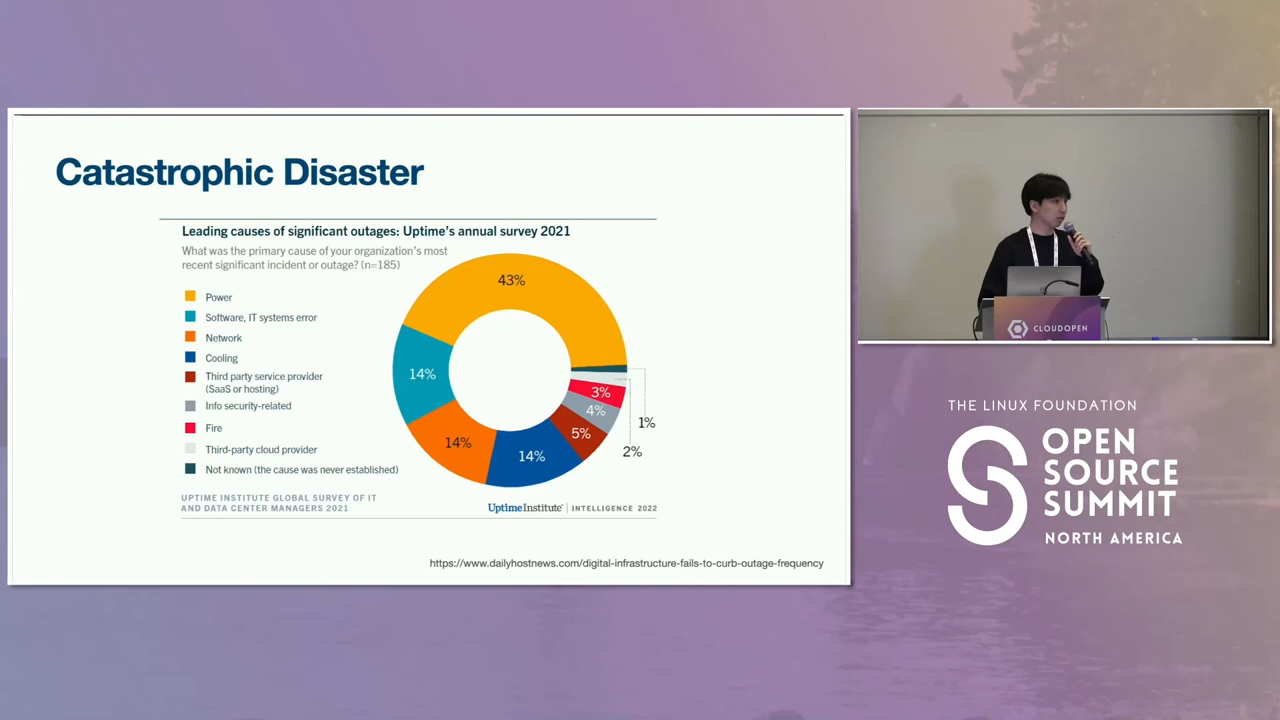 Catastrophic Disaster
Leading causes of significant outages: Uptime's annual survey 2021
What was the primary cause of your organization's most
recent significant incident or outage? (n=185)
Power
Software, IT systems error
Network
Cooling
Third party service provider
(SaaS or hosting)
Info security-related
Fire
Third-party cloud provider
Not known (the cause was never established)
43%
14%
14%
14%
5%
4%
3%
2%
1%
UPTIME INSTITUTE GLOBAL SURVEY OF IT
AND DATA CENTER MANAGERS 2021
UptimeInstitute® | INTELLIGENCE 2022
https://www.dailyhostnews.com/digital-infrastructure-fails-to-curb-outage-frequency
CLOUDOPEN
THE LINUX FOUNDATION
OPEN
SOURCE
SUMMIT
NORTH AMERICA